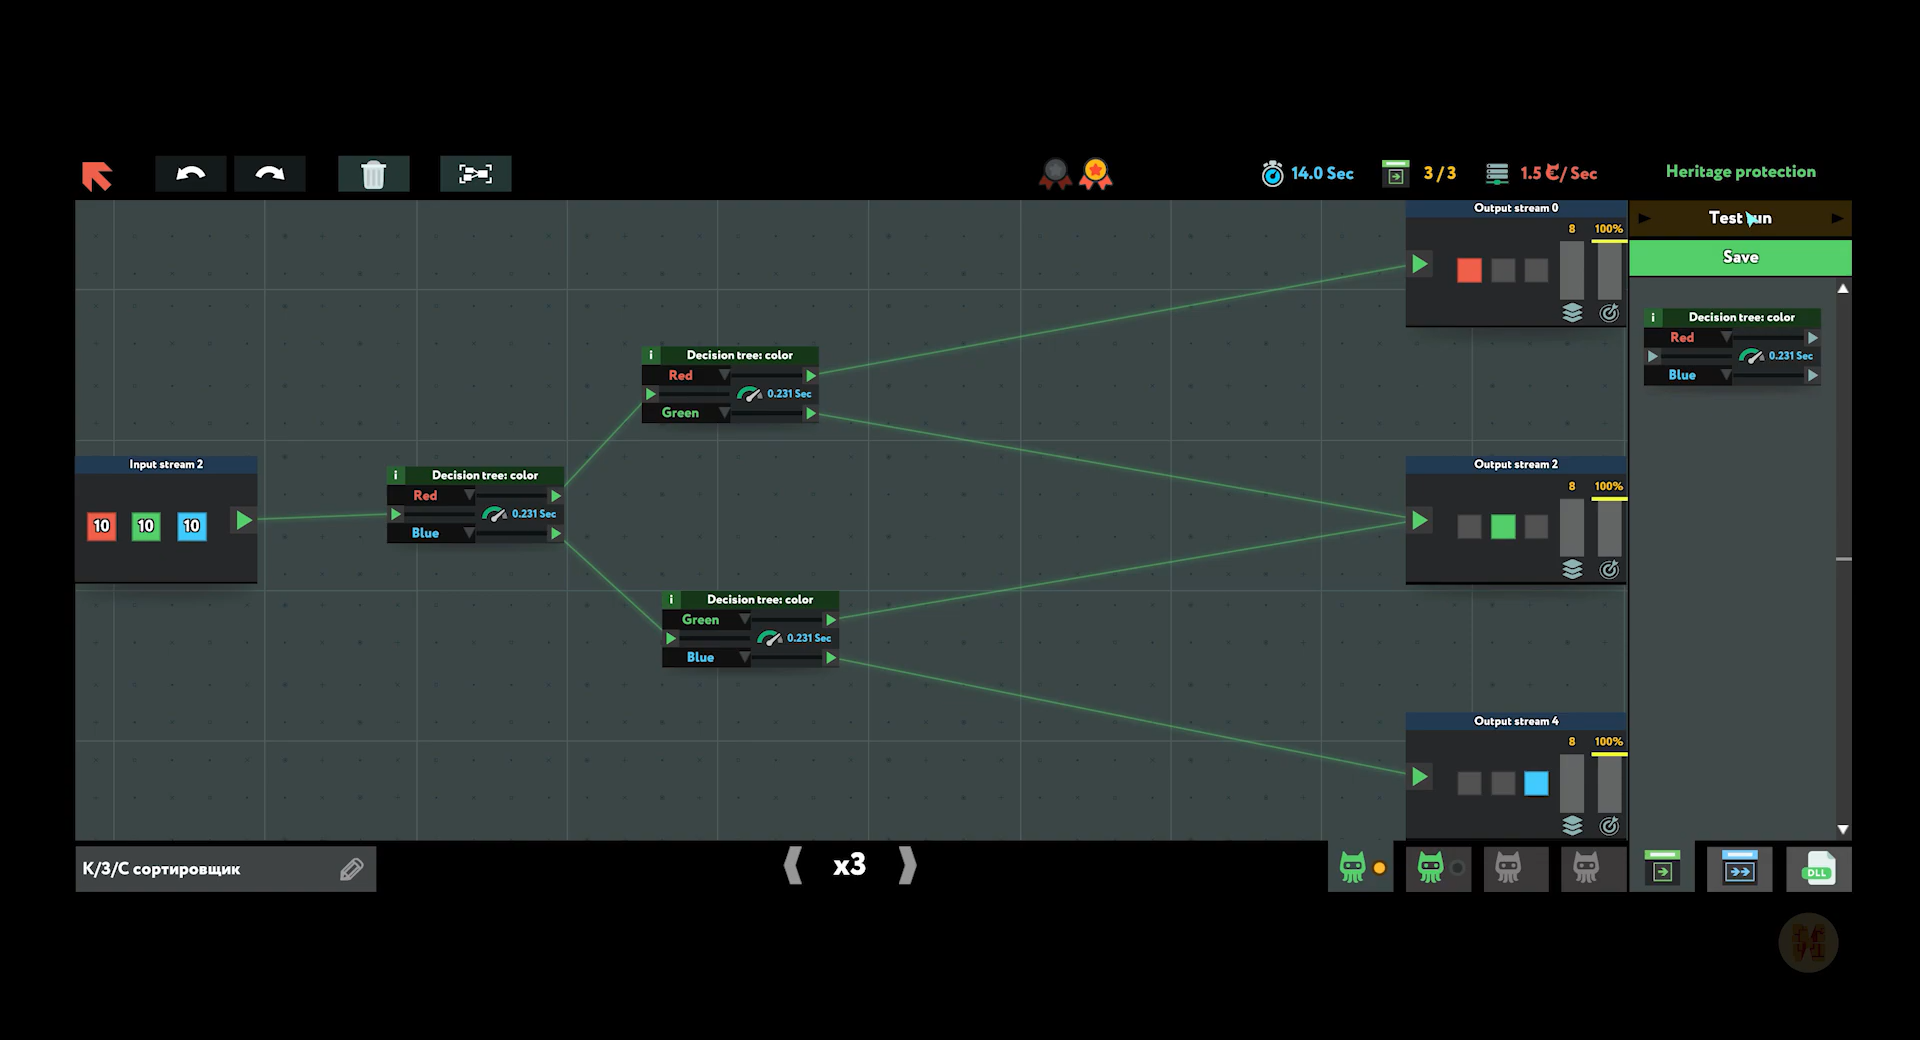 14.0 Sec
3/3
1.5 €/Sec
Heritage protection
Test run
Save
Output stream 0
8
100%
Decision tree: color
Red
0.231 Sec
Blue
i
Decision tree: color
Red
0.231 Sec
Green
Input stream 2
10
10
10
i
Decision tree: color
Red
0.231 Sec
Blue
Output stream 2
8
100%
i
Decision tree: color
Green
0.231 Sec
Blue
Output stream 4
8
100%
К/З/С сортировщик
x3
DLL